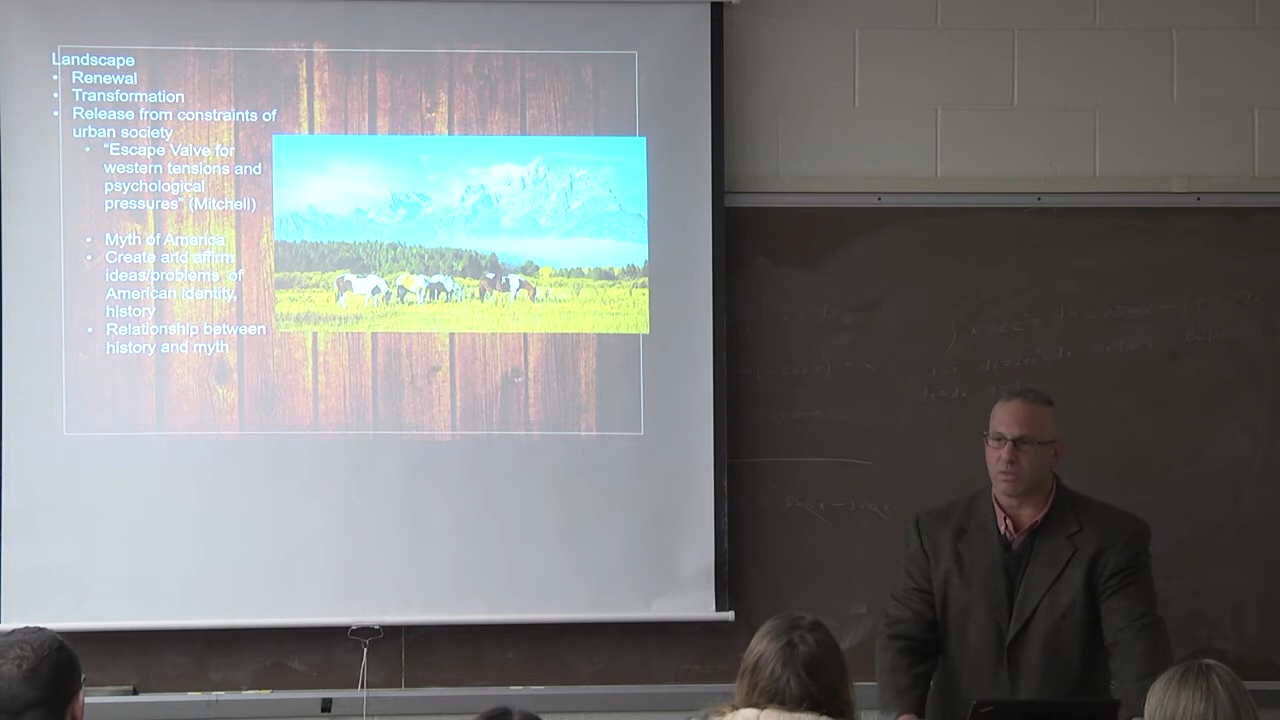 Landscape
• Renewal
• Transformation
• Release from constraints of
urban society
• "Escape Valve for
western tensions and
psychological
pressures" (Mitchell)
• Myth of America
• Create and affirm
ideas/problems of
American identity,
history
• Relationship between
history and myth